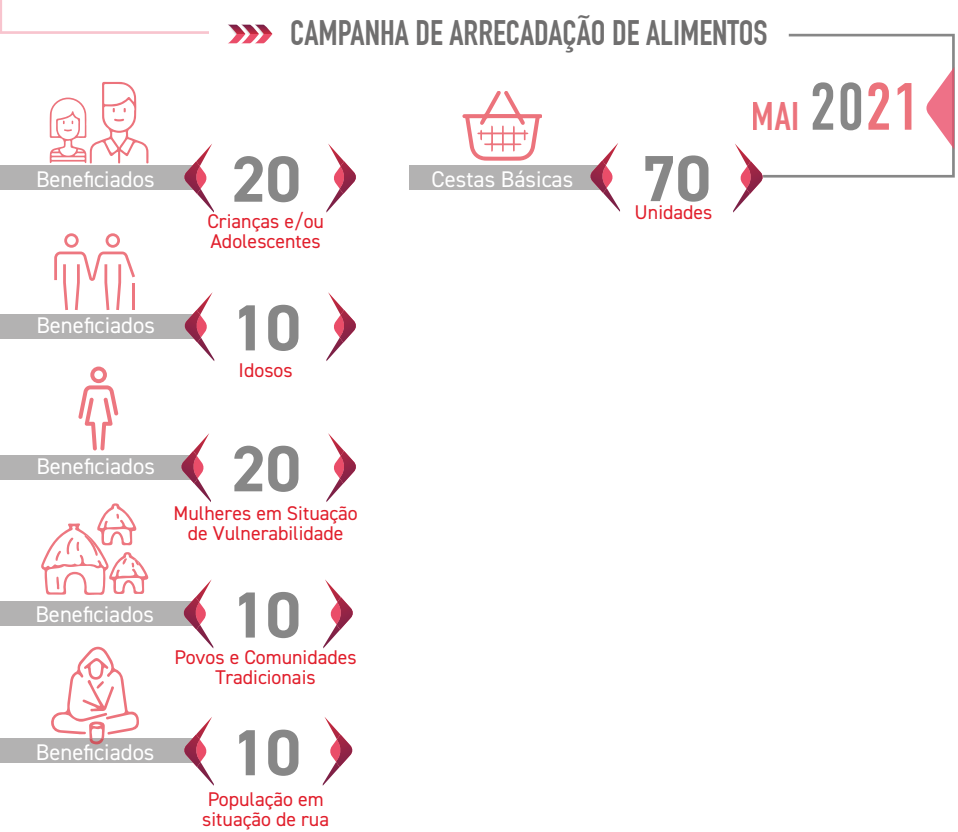 CAMPANHA DE ARRECADAÇÃO DE ALIMENTOS
MAI 2021
Beneficiados
20
Crianças e/ou
Adolescentes
Cestas Básicas
70
Unidades
Beneficiados
10
Idosos
Beneficiados
20
Mulheres em Situação
de Vulnerabilidade
Beneficiados
10
Povos e Comunidades
Tradicionais
Beneficiados
10
População em
situação de rua